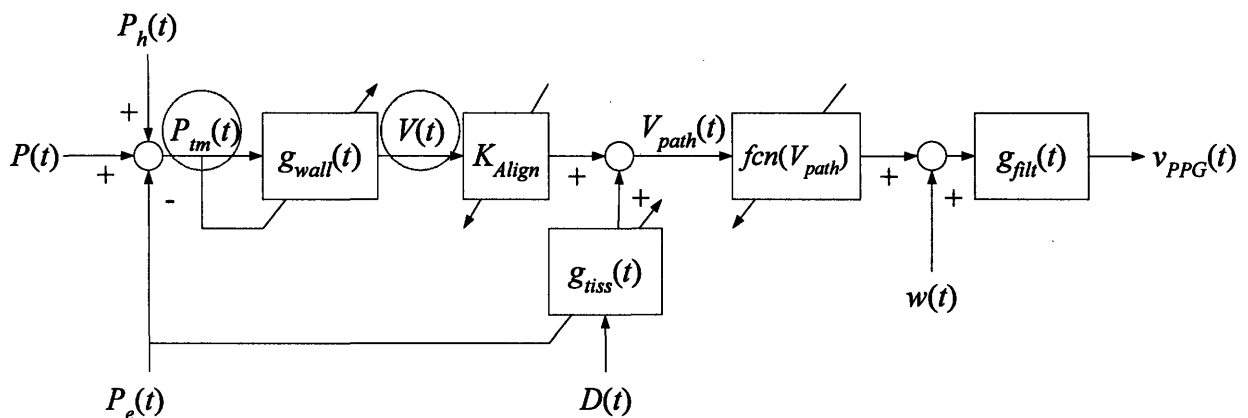 P_h(t)
+
P_tm(t)
V(t)
V_path(t)
P(t)
+
-
g_wall(t)
K_Align
+
+
fcn(V_path)
+
+
g_filt(t)
v_PPG(t)
g_tiss(t)
w(t)
P_e(t)
D(t)